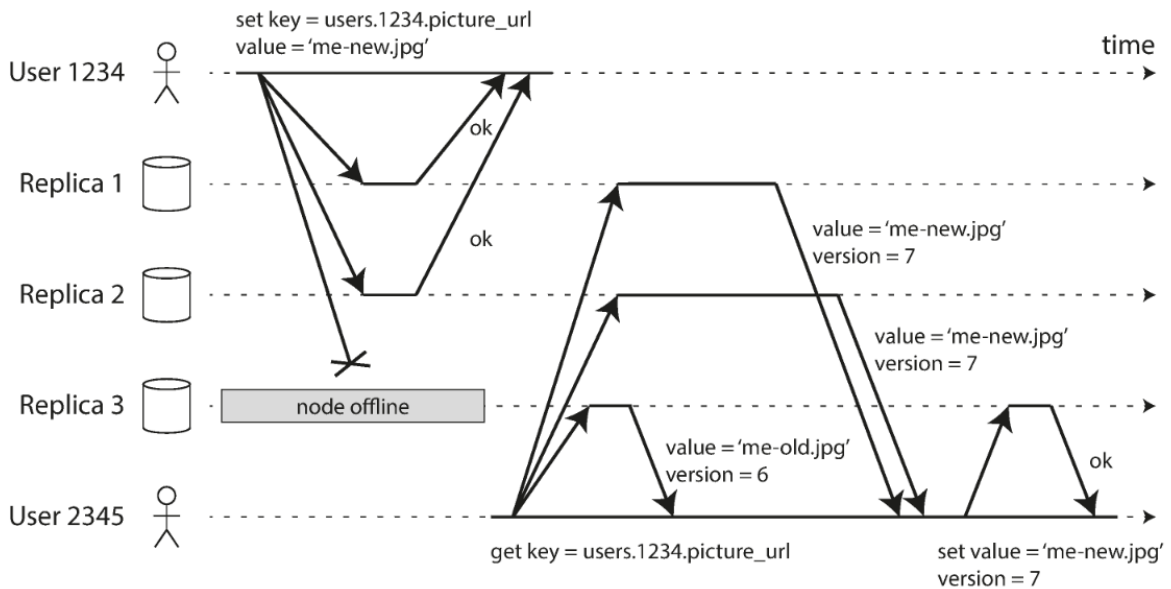 set key = users.1234.picture_url
value = ‘me-new.jpg’
time
User 1234
ok
Replica 1
ok
value = ‘me-new.jpg’
version = 7
Replica 2
value = ‘me-new.jpg’
version = 7
Replica 3
node offline
value = ‘me-old.jpg’
version = 6
ok
User 2345
get key = users.1234.picture_url
set value = ‘me-new.jpg’
version = 7